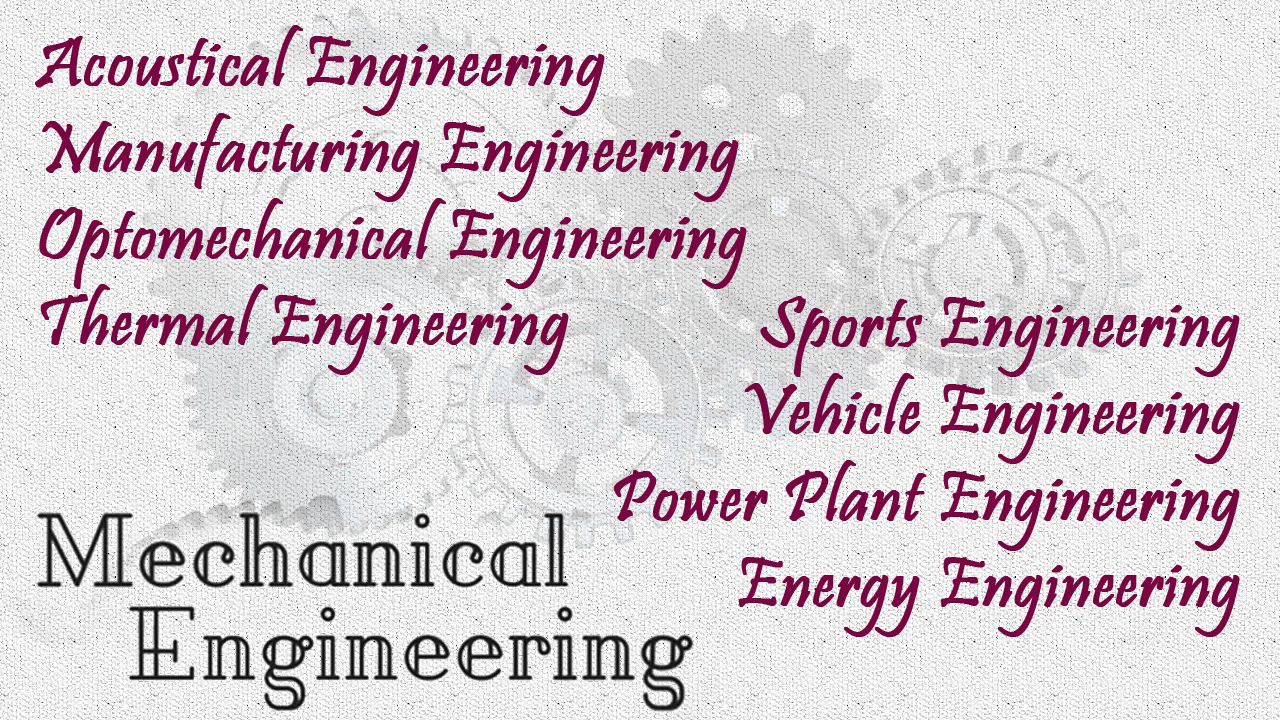 Acoustical Engineering
Manufacturing Engineering
Optomechanical Engineering
Thermal Engineering
Sports Engineering
Vehicle Engineering
Power Plant Engineering
Energy Engineering
Mechanical
Engineering